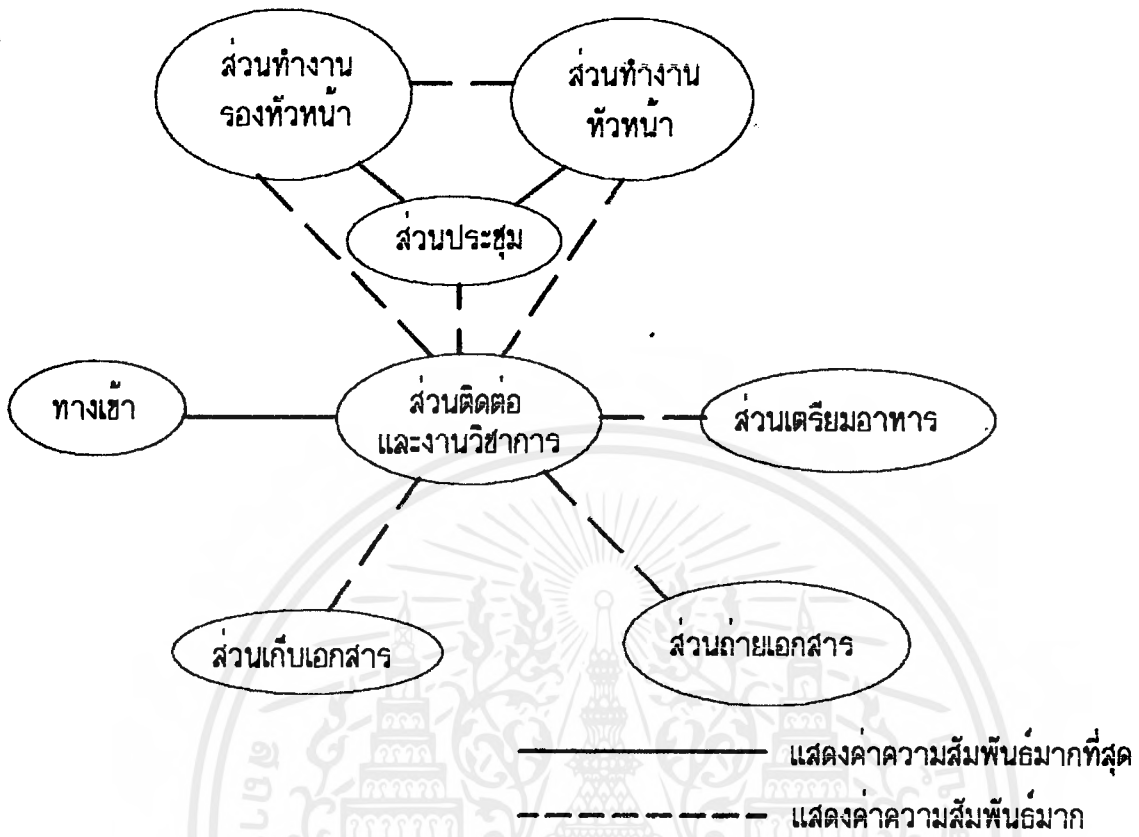 ส่วนทำงาน
รองหัวหน้า
ส่วนทำงาน
หัวหน้า
ส่วนประชุม
ทางเข้า
ส่วนติดต่อ
และงานวิชาการ
ส่วนเตรียมอาหาร
ส่วนเก็บเอกสาร
ส่วนถ่ายเอกสาร
แสดงค่าความสัมพันธ์มากที่สุด
แสดงค่าความสัมพันธ์มาก